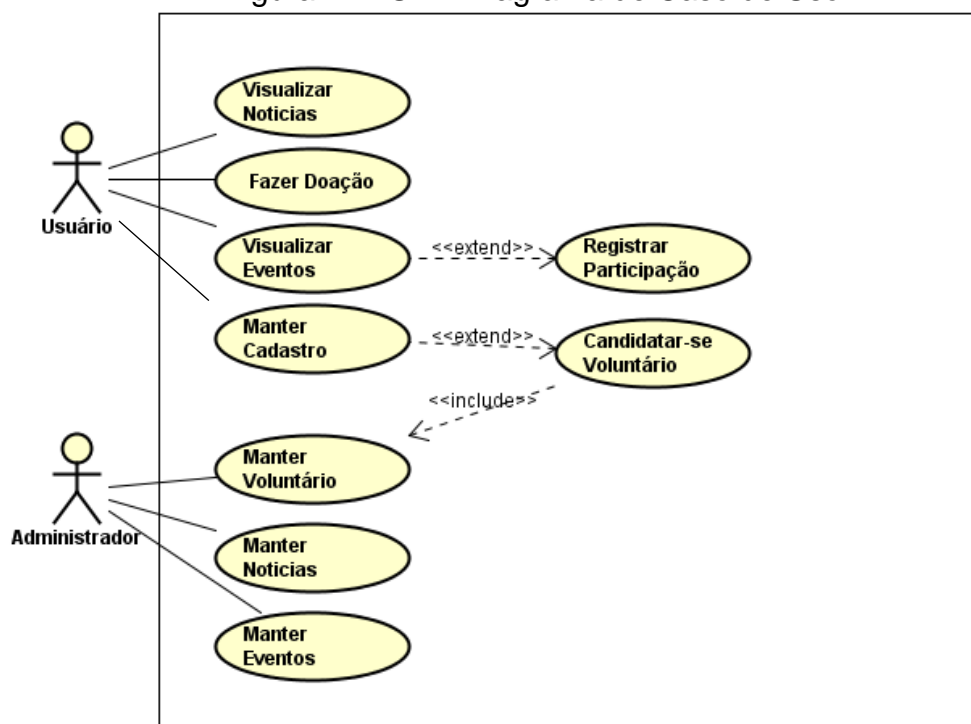 Visualizar
Noticias
Fazer Doação
Usuário
Visualizar
Eventos
<<extend>>
Registrar
Participação
Manter
Cadastro
<<extend>>
Candidatar-se
Voluntário
<<include>>
Manter
Voluntário
Administrador
Manter
Noticias
Manter
Eventos